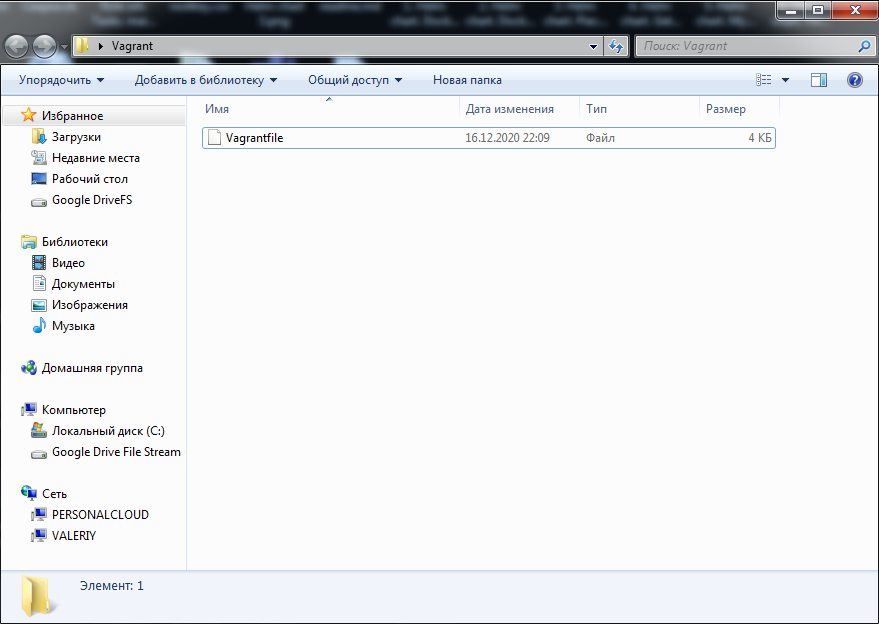 Vagrant
Поиск: Vagrant
Упорядочить Добавить в библиотеку Общий доступ Новая папка
Имя Дата изменения Тип Размер
Vagrantfile 16.12.2020 22:09 Файл 4 КБ
Избранное
Загрузки
Недавние места
Рабочий стол
Google DriveFS
Библиотеки
Видео
Документы
Изображения
Музыка
Домашняя группа
Компьютер
Локальный диск (C:)
Google Drive File Stream
Сеть
PERSONALCLOUD
VALERIY
Элемент: 1